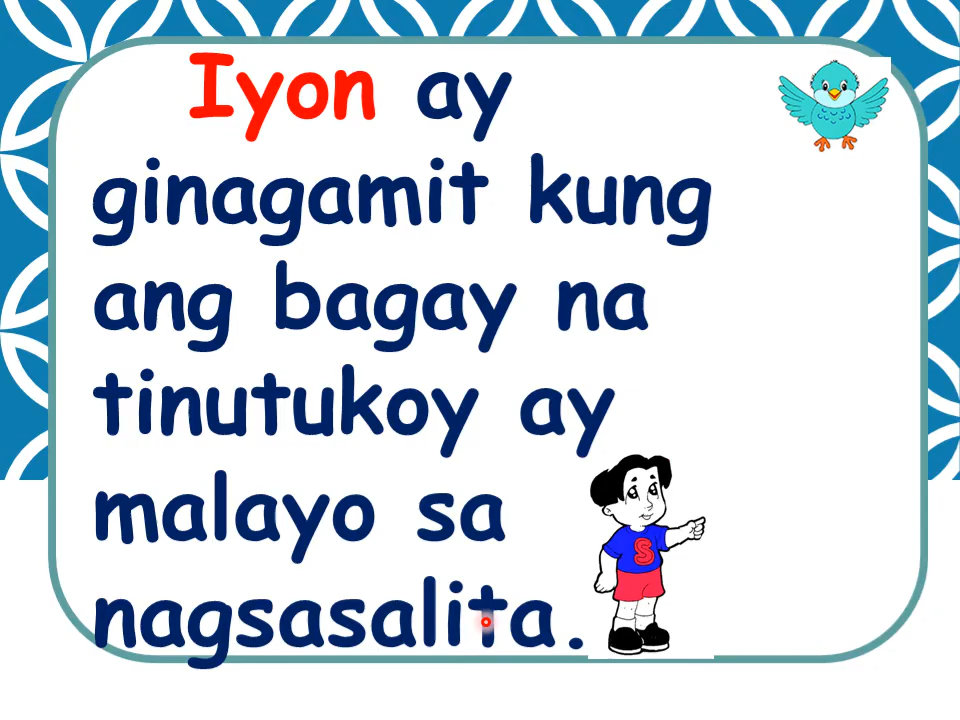 Iyon ay
ginagamit kung
ang bagay na
tinutukoy ay
malayo sa
nagsasalita.
S